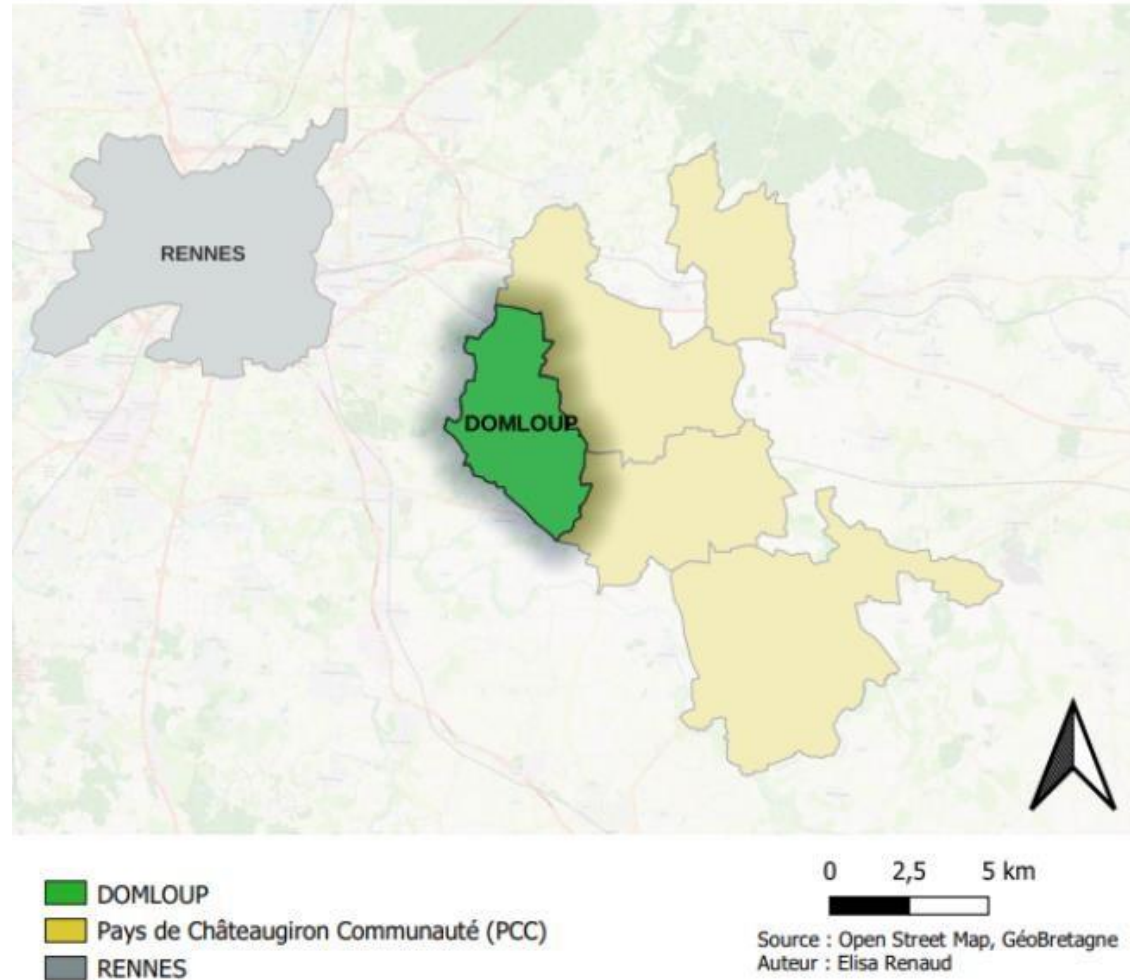 RENNES
DOMLOUP
DOMLOUP
Pays de Châteaugiron Communauté (PCC)
RENNES
0 2,5 5 km
Source : Open Street Map, GéoBretagne
Auteur : Elisa Renaud